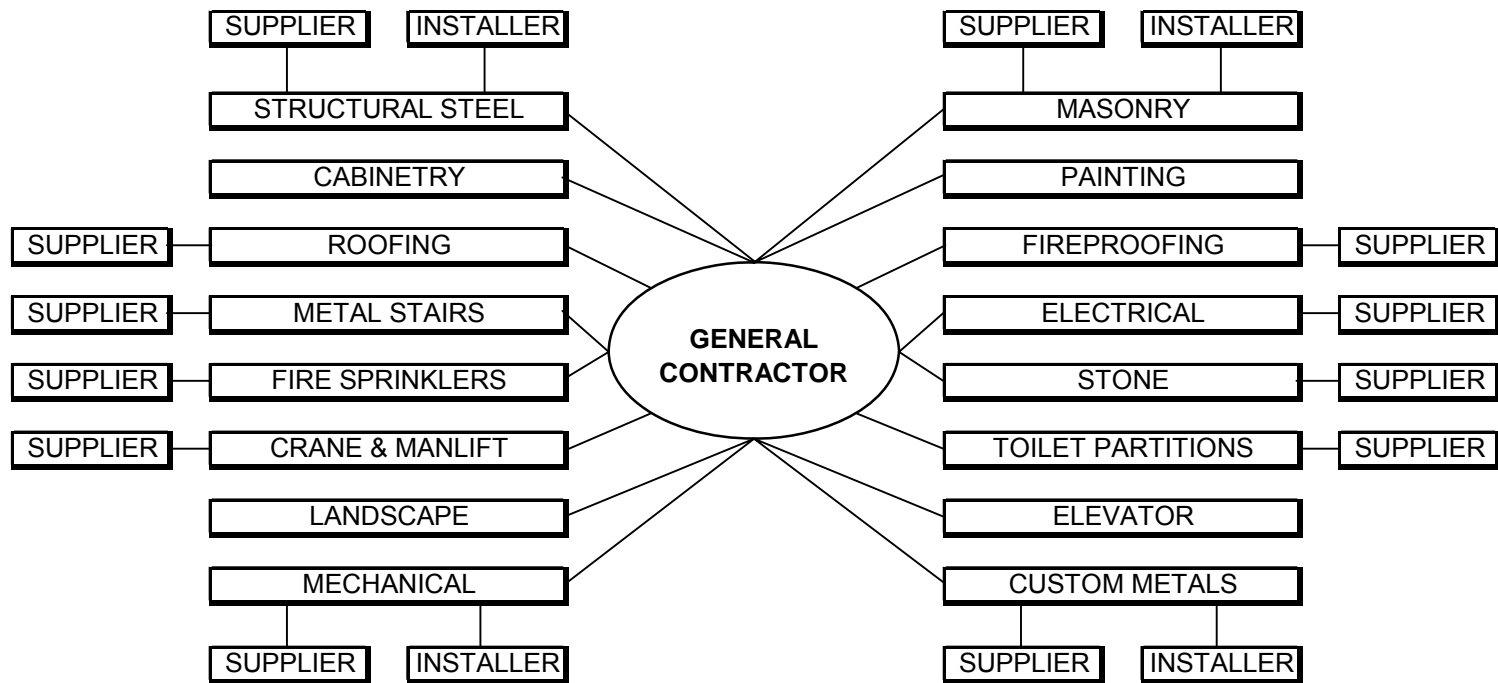 SUPPLIER INSTALLER SUPPLIER INSTALLER
STRUCTURAL STEEL MASONRY
CABINETRY PAINTING
SUPPLIER ROOFING FIREPROOFING SUPPLIER
SUPPLIER METAL STAIRS ELECTRICAL SUPPLIER
GENERAL
CONTRACTOR
SUPPLIER FIRE SPRINKLERS STONE SUPPLIER
SUPPLIER CRANE & MANLIFT TOILET PARTITIONS SUPPLIER
LANDSCAPE ELEVATOR
MECHANICAL CUSTOM METALS
SUPPLIER INSTALLER SUPPLIER INSTALLER